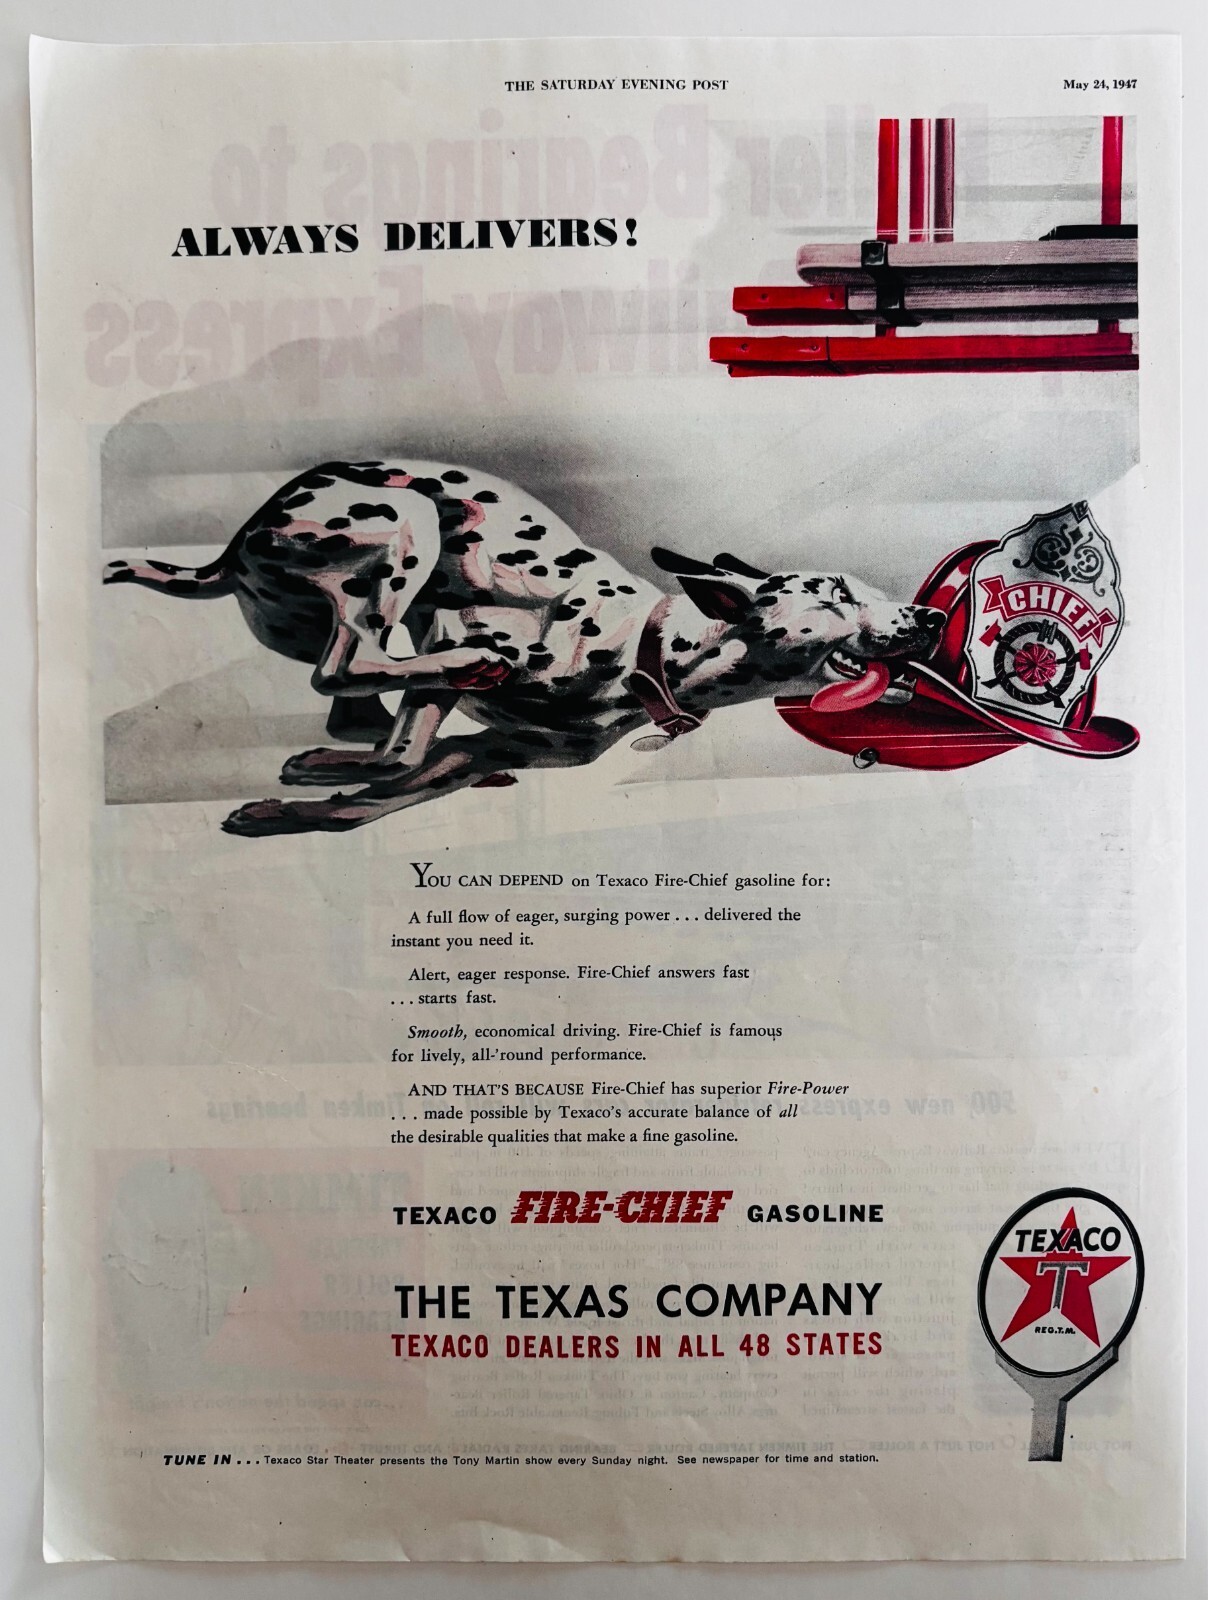 THE SATURDAY EVENING POST
May 24, 1947
ALWAYS DELIVERS!
CHIEF
YOU CAN DEPEND on Texaco Fire-Chief gasoline for:
A full flow of eager, surging power . . . delivered the
instant you need it.
Alert, eager response. Fire-Chief answers fast
. . . starts fast.
Smooth, economical driving. Fire-Chief is famous
for lively, all-'round performance.
AND THAT'S BECAUSE Fire-Chief has superior Fire-Power
. . . made possible by Texaco's accurate balance of all
the desirable qualities that make a fine gasoline.
TEXACO FIRE-CHIEF GASOLINE
THE TEXAS COMPANY
TEXACO DEALERS IN ALL 48 STATES
TEXACO
T
REG.T.M.
TUNE IN . . . Texaco Star Theater presents the Tony Martin show every Sunday night. See newspaper for time and station.